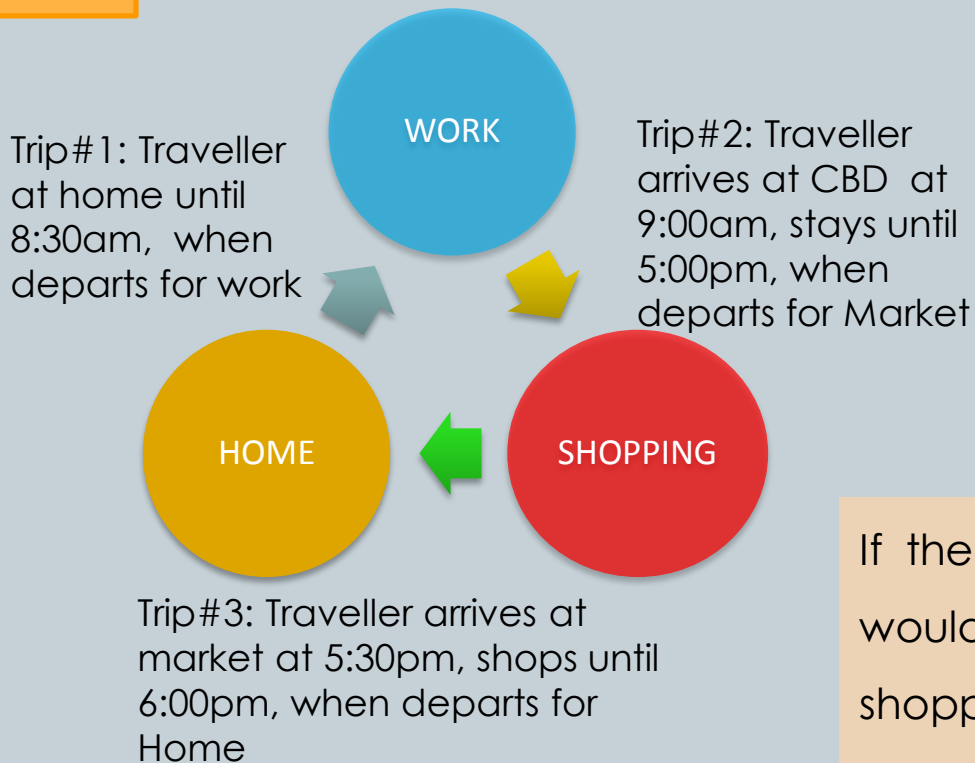 WORK
Trip#1: Traveller
at home until
8:30am, when
departs for work
Trip#2: Traveller
arrives at CBD at
9:00am, stays until
5:00pm, when
departs for Market
HOME
SHOPPING
Trip#3: Traveller arrives at
market at 5:30pm, shops until
6:00pm, when departs for
Home
If the